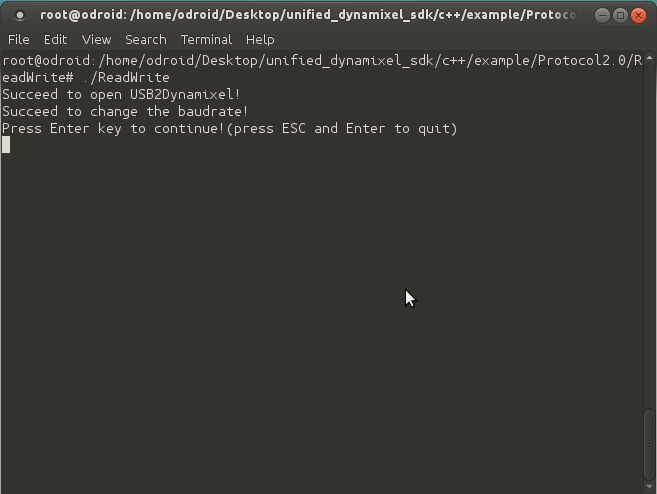 root@odroid: /home/odroid/Desktop/unified_dynamixel_sdk/c++/example/Protoco
File Edit View Search Terminal Help
root@odroid:/home/odroid/Desktop/unified_dynamixel_sdk/c++/example/Protocol2.0/R
eadWrite# ./ReadWrite
Succeed to open USB2Dynamixel!
Succeed to change the baudrate!
Press Enter key to continue!(press ESC and Enter to quit)